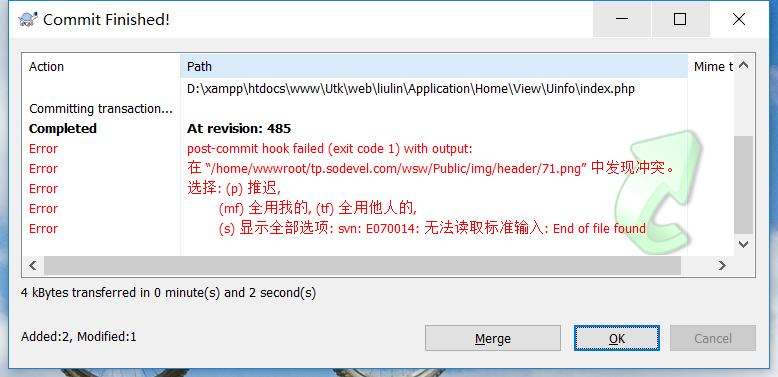 Commit Finished!
Action Path Mime t
D:\xampp\htdocs\www\Utk\web\liulin\Application\Home\View\Uinfo\index.php
Committing transaction...
Completed At revision: 485
Error post-commit hook failed (exit code 1) with output:
Error 在 “/home/wwwroot/tp.sodevel.com/wsw/Public/img/header/71.png” 中发现冲突。
Error 选择: (p) 推迟,
Error (mf) 全用我的, (tf) 全用他人的,
Error (s) 显示全部选项: svn: E070014: 无法读取标准输入: End of file found
4 kBytes transferred in 0 minute(s) and 2 second(s)
Added:2, Modified:1
Merge OK Cancel